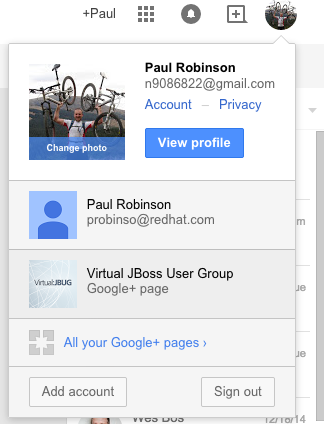 +Paul
Paul Robinson
n9086822@gmail.com
Account – Privacy
Change photo
View profile
Paul Robinson
probinso@redhat.com
VirtualJBUG
Virtual JBoss User Group
Google+ page
All your Google+ pages ›
Add account
Sign out
Wes Bos
12/18/14